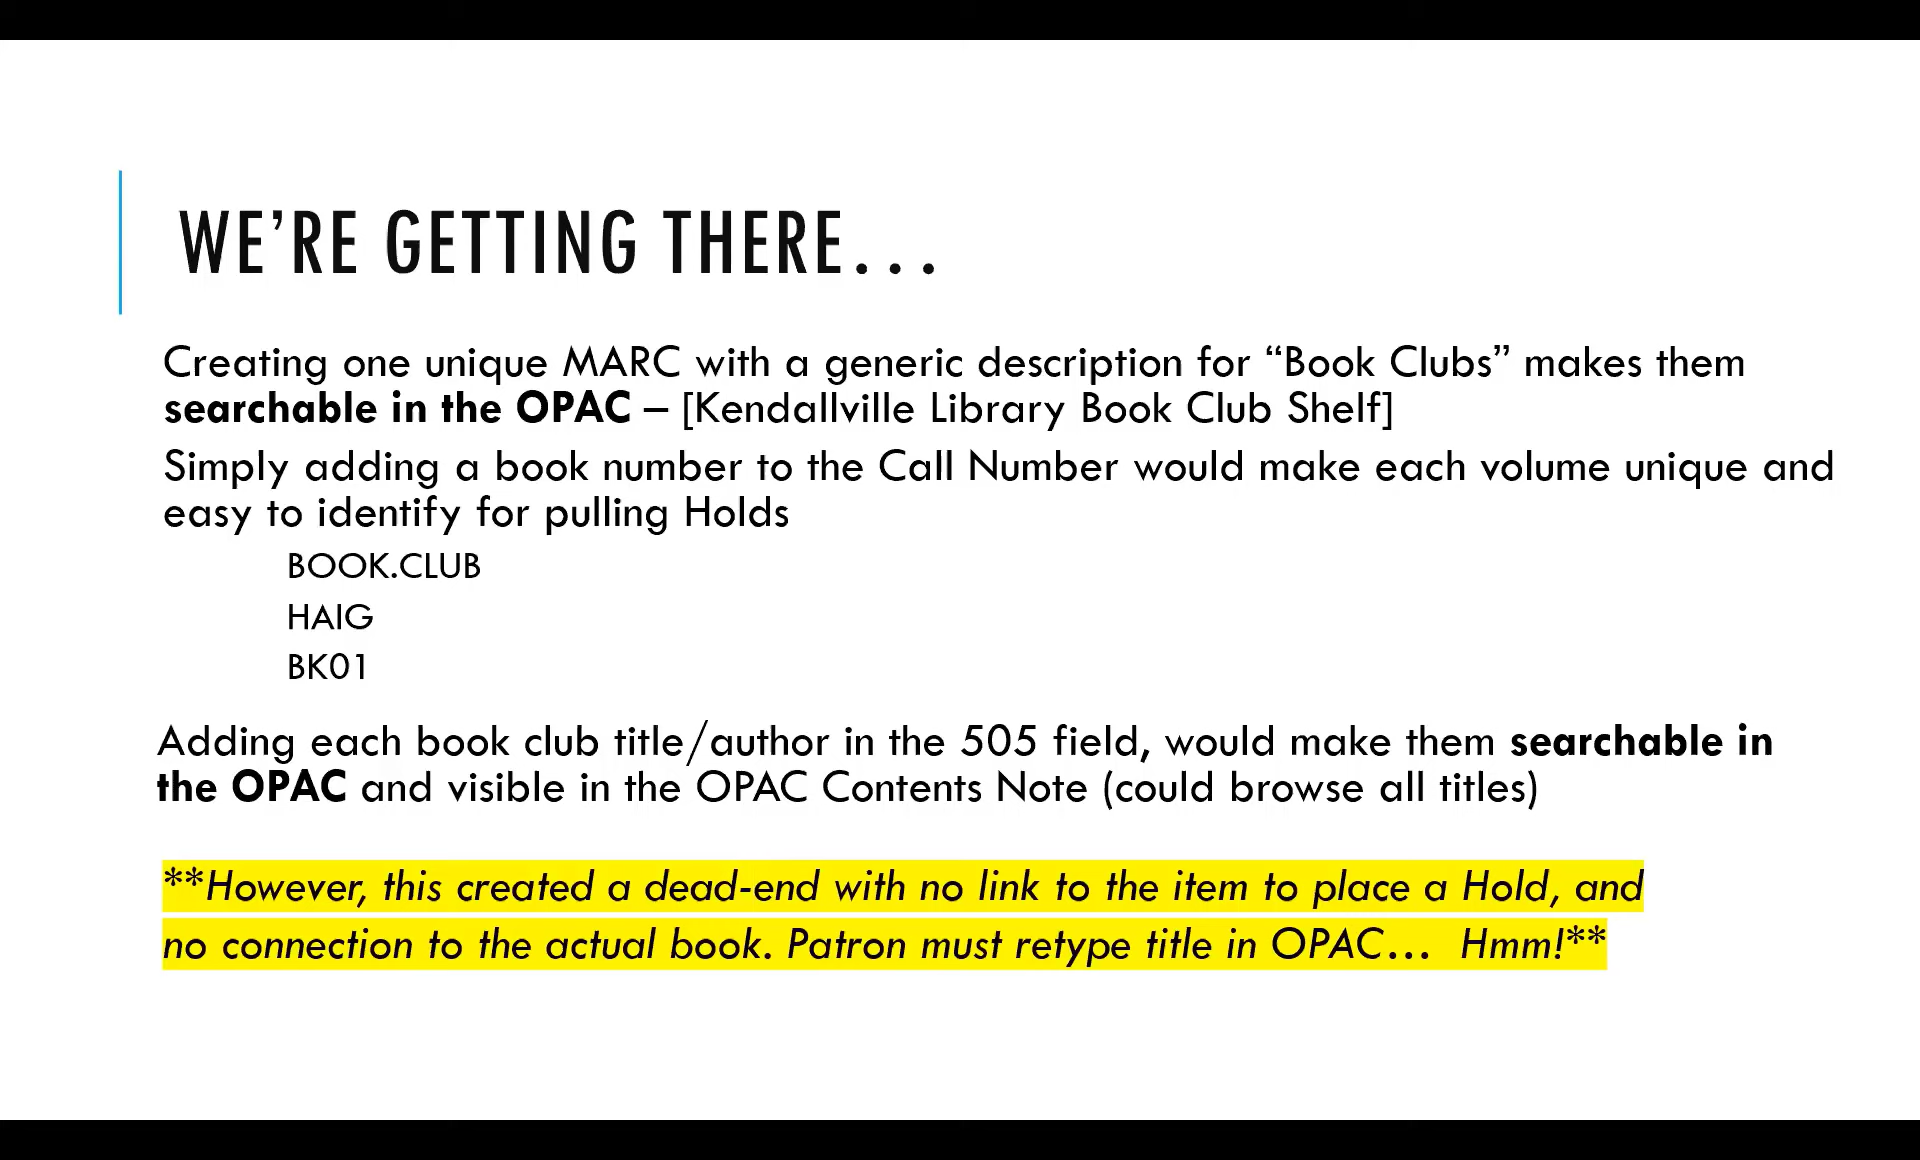 WE’RE GETTING THERE…
Creating one unique MARC with a generic description for “Book Clubs” makes them
searchable in the OPAC – [Kendallville Library Book Club Shelf]
Simply adding a book number to the Call Number would make each volume unique and
easy to identify for pulling Holds
BOOK.CLUB
HAIG
BK01
Adding each book club title/author in the 505 field, would make them searchable in
the OPAC and visible in the OPAC Contents Note (could browse all titles)
**However, this created a dead-end with no link to the item to place a Hold, and
no connection to the actual book. Patron must retype title in OPAC… Hmm!**